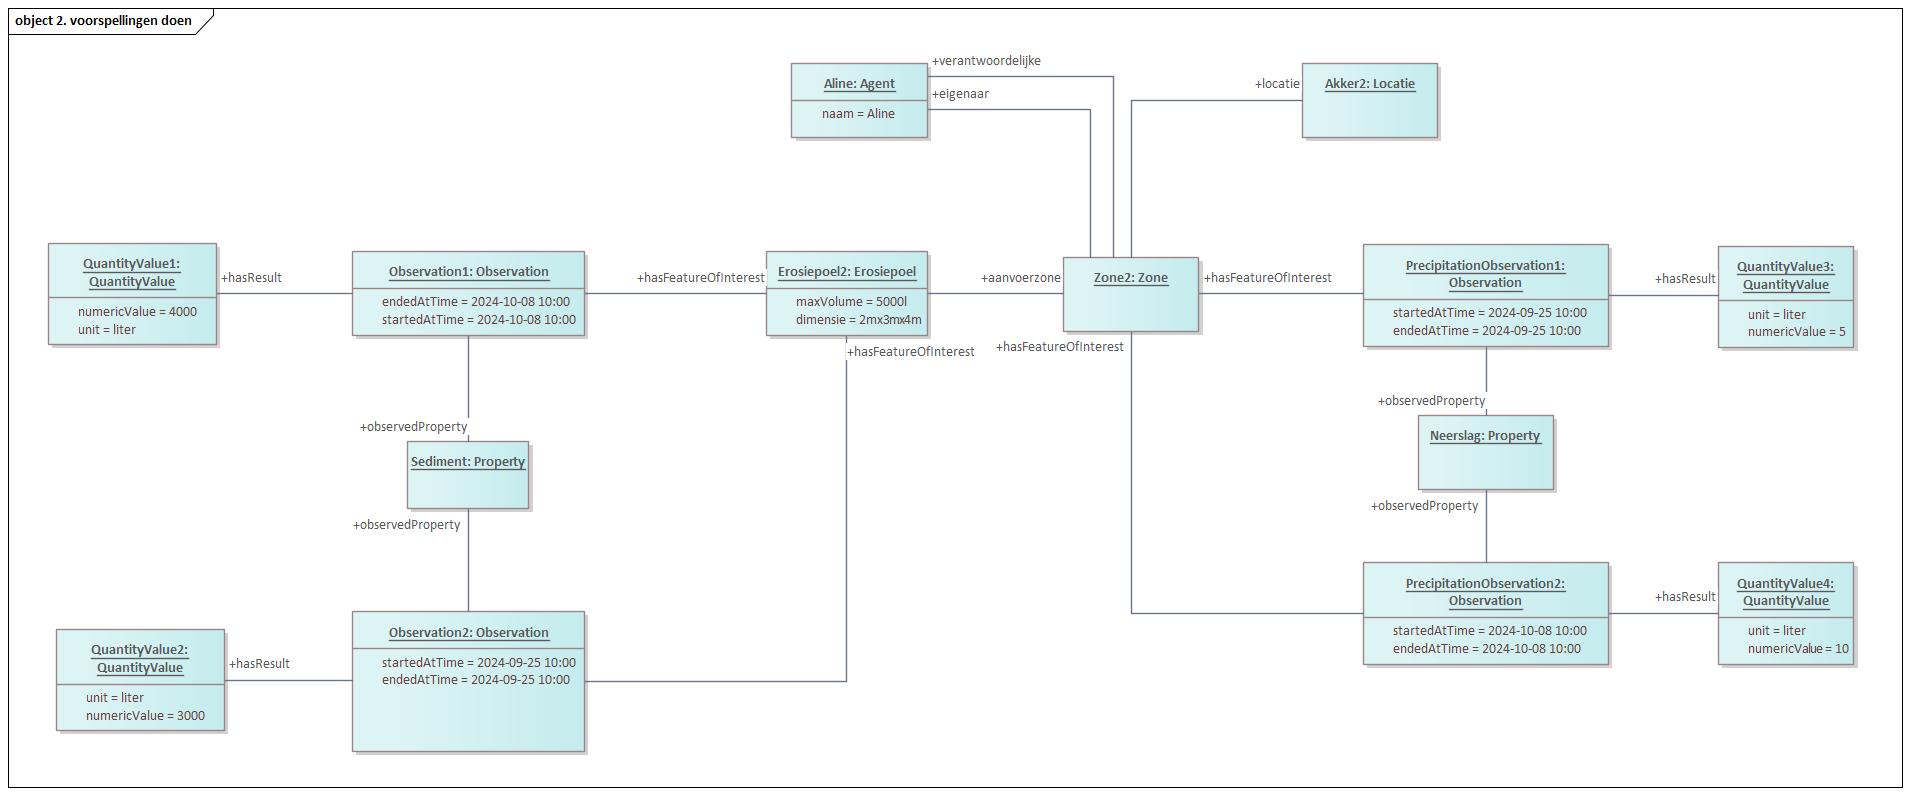 object 2. voorspellingen doen
+verantwoordelijke
Aline: Agent
+eigenaar
naam = Aline
+locatie
Akker2: Locatie
QuantityValue1:
QuantityValue
numericValue = 4000
unit = liter
+hasResult
Observation1: Observation
endedAtTime = 2024-10-08 10:00
startedAtTime = 2024-10-08 10:00
+hasFeatureOfInterest
Erosiepoel2: Erosiepoel
maxVolume = 5000l
dimensie = 2mx3mx4m
+aanvoerzone
Zone2: Zone
+hasFeatureOfInterest
PrecipitationObservation1:
Observation
startedAtTime = 2024-09-25 10:00
endedAtTime = 2024-09-25 10:00
+hasResult
QuantityValue3:
QuantityValue
unit = liter
numericValue = 5
+hasFeatureOfInterest
+hasFeatureOfInterest
+observedProperty
Sediment: Property
+observedProperty
+observedProperty
Neerslag: Property
+observedProperty
QuantityValue2:
QuantityValue
unit = liter
numericValue = 3000
+hasResult
Observation2: Observation
startedAtTime = 2024-09-25 10:00
endedAtTime = 2024-09-25 10:00
PrecipitationObservation2:
Observation
startedAtTime = 2024-10-08 10:00
endedAtTime = 2024-10-08 10:00
+hasResult
QuantityValue4:
QuantityValue
unit = liter
numericValue = 10